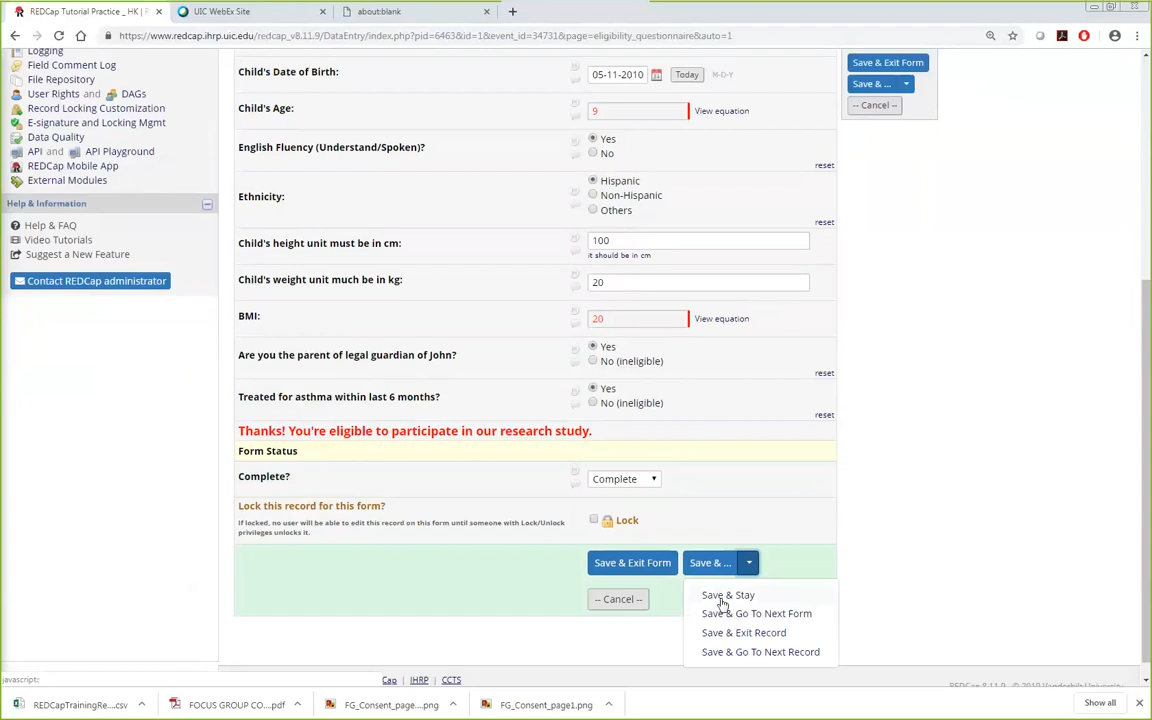 REDCap Tutorial Practice _ HK |
UIC WebEx Site
about:blank
https://www.redcap.ihrp.uic.edu/redcap_v8.11.9/DataEntry/index.php?pid=6463&id=1&event_id=34731&page=eligibility_questionnaire&auto=1
Logging
Field Comment Log
File Repository
User Rights and DAGs
Record Locking Customization
E-signature and Locking Mgmt
Data Quality
API and API Playground
REDCap Mobile App
External Modules
Help & Information
Help & FAQ
Video Tutorials
Suggest a New Feature
Contact REDCap administrator
Child's Date of Birth:
05-11-2010
Today
M-D-Y
Child's Age:
9
View equation
English Fluency (Understand/Spoken)?
Yes
No
reset
Ethnicity:
Hispanic
Non-Hispanic
Others
reset
Child's height unit must be in cm:
100
it should be in cm
Child's weight unit much be in kg:
20
BMI:
20
View equation
Are you the parent of legal guardian of John?
Yes
No (ineligible)
reset
Treated for asthma within last 6 months?
Yes
No (ineligible)
reset
Thanks! You're eligible to participate in our research study.
Form Status
Complete?
Complete
Lock this record for this form?
If locked, no user will be able to edit this record on this form until someone with Lock/Unlock
privileges unlocks it.
Lock
Save & Exit Form
Save & ...
-- Cancel --
Save & Stay
Save & Go To Next Form
Save & Exit Record
Save & Go To Next Record
Save & Exit Form
Save & ...
-- Cancel --
javascript:
Cap
IHRP
CCTS
REDCap 8.11.9 - © 2019 Vanderbilt University
REDCapTrainingRe....csv
FOCUS GROUP CO....pdf
FG_Consent_page....png
FG_Consent_page1.png
Show all